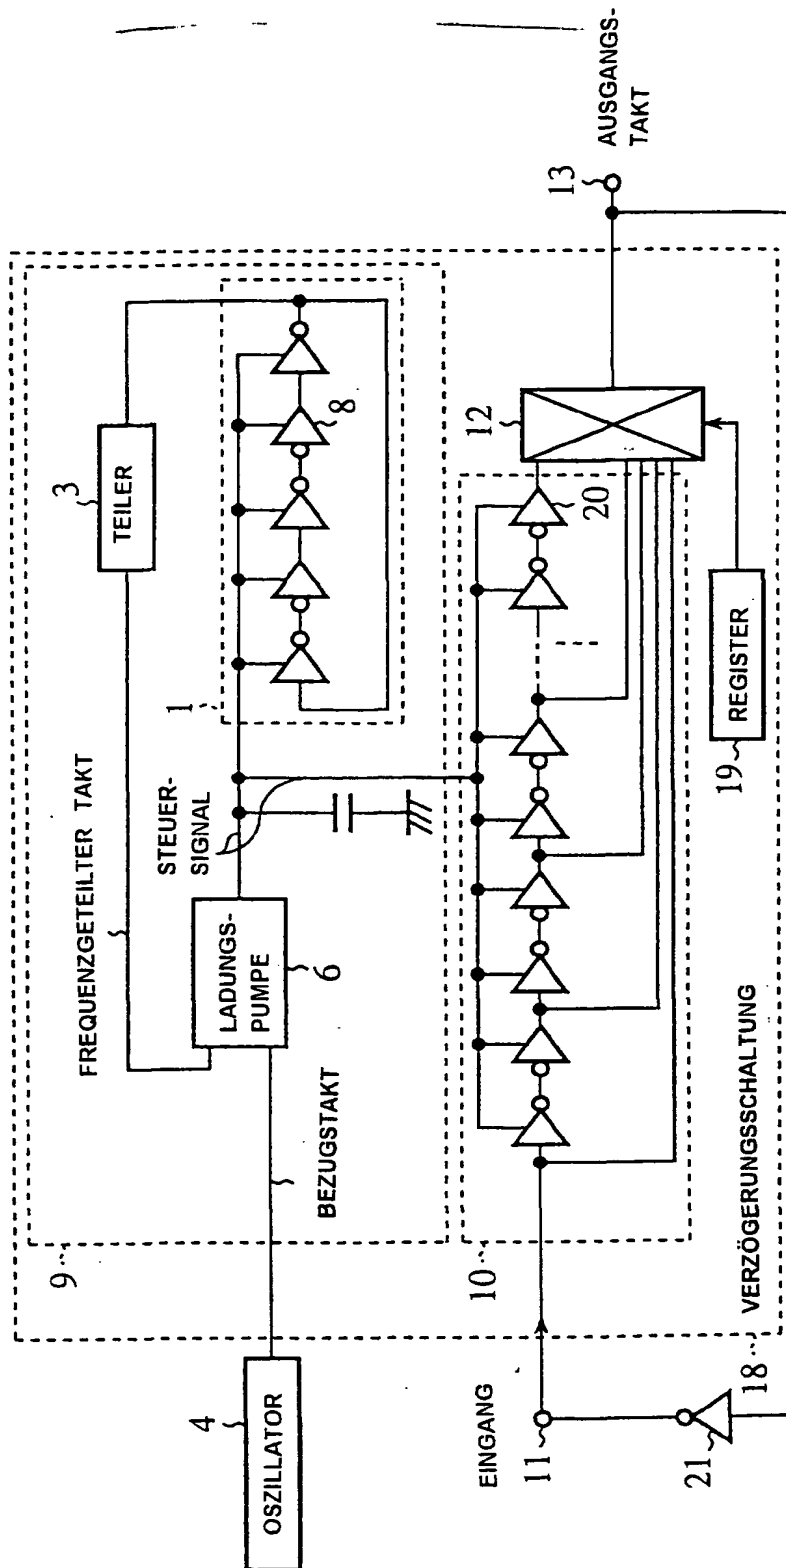 4
OSZILLATOR
9
BEZUGSTAKT
FREQUENZGETEILTER TAKT
LADUNGS-
PUMPE
6
STEUER-
SIGNAL
1
3
TEILER
8
EINGANG
11
21
18
VERZÖGERUNGSSCHALTUNG
10
20
12
19
REGISTER
13
AUSGANGS-
TAKT